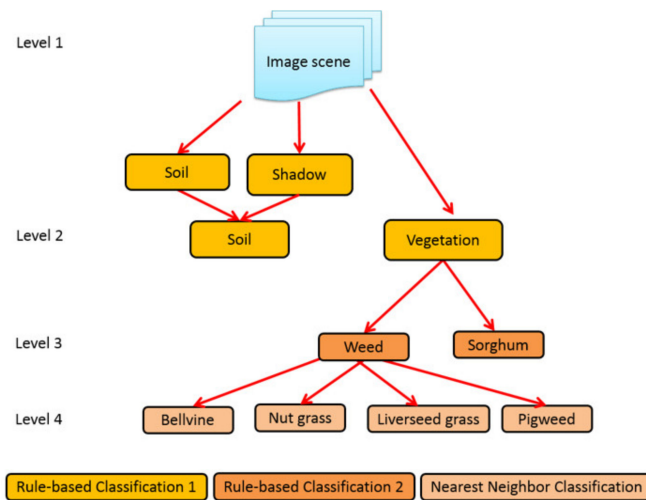 Level 1
Image scene
Soil
Shadow
Level 2
Soil
Vegetation
Level 3
Weed
Sorghum
Level 4
Bellvine
Nut grass
Liverseed grass
Pigweed
Rule-based Classification 1
Rule-based Classification 2
Nearest Neighbor Classification